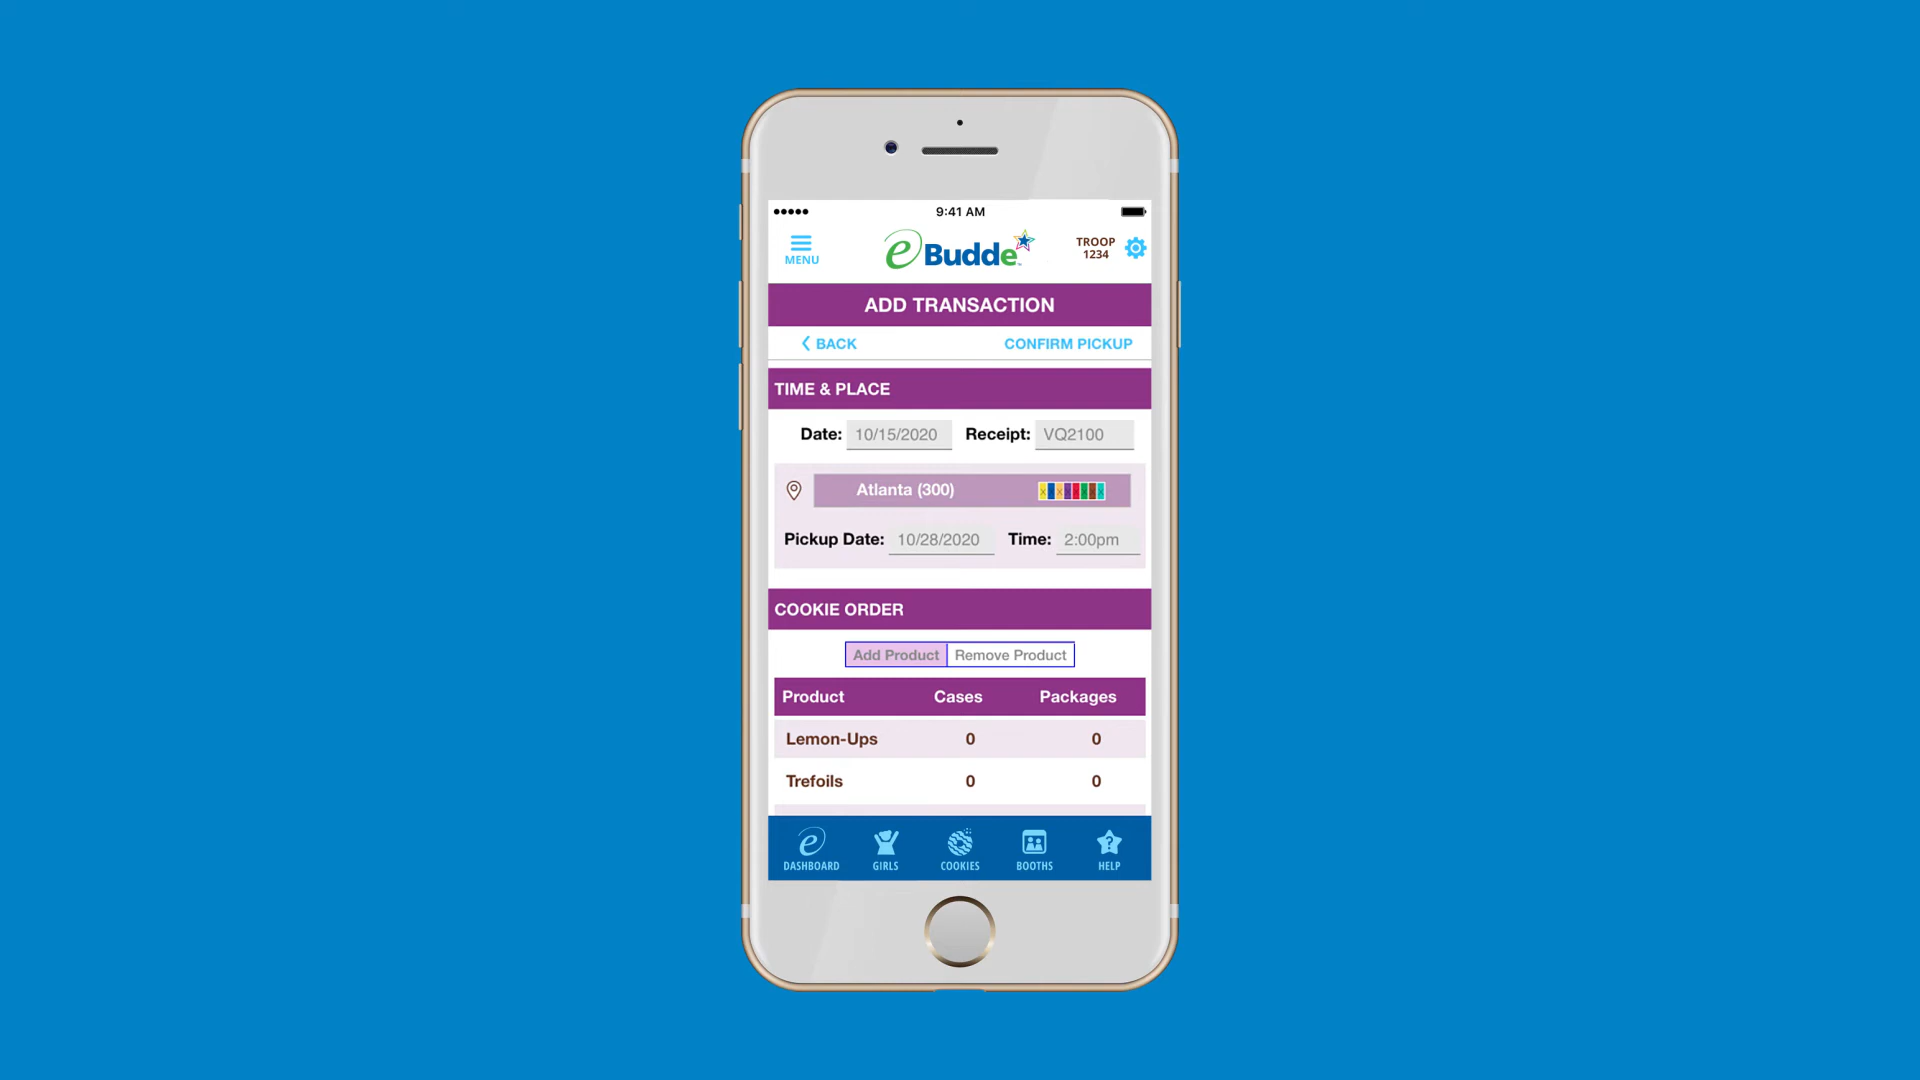 9:41 AM
MENU
e Budde™
TROOP
1234
ADD TRANSACTION
BACK
CONFIRM PICKUP
TIME & PLACE
Date: 10/15/2020 Receipt: VQ2100
Atlanta (300)
X X X X X X X X
Pickup Date: 10/28/2020 Time: 2:00pm
COOKIE ORDER
Add Product Remove Product
Product Cases Packages
Lemon-Ups 0 0
Trefoils 0 0
e ?
DASHBOARD GIRLS COOKIES BOOTHS HELP